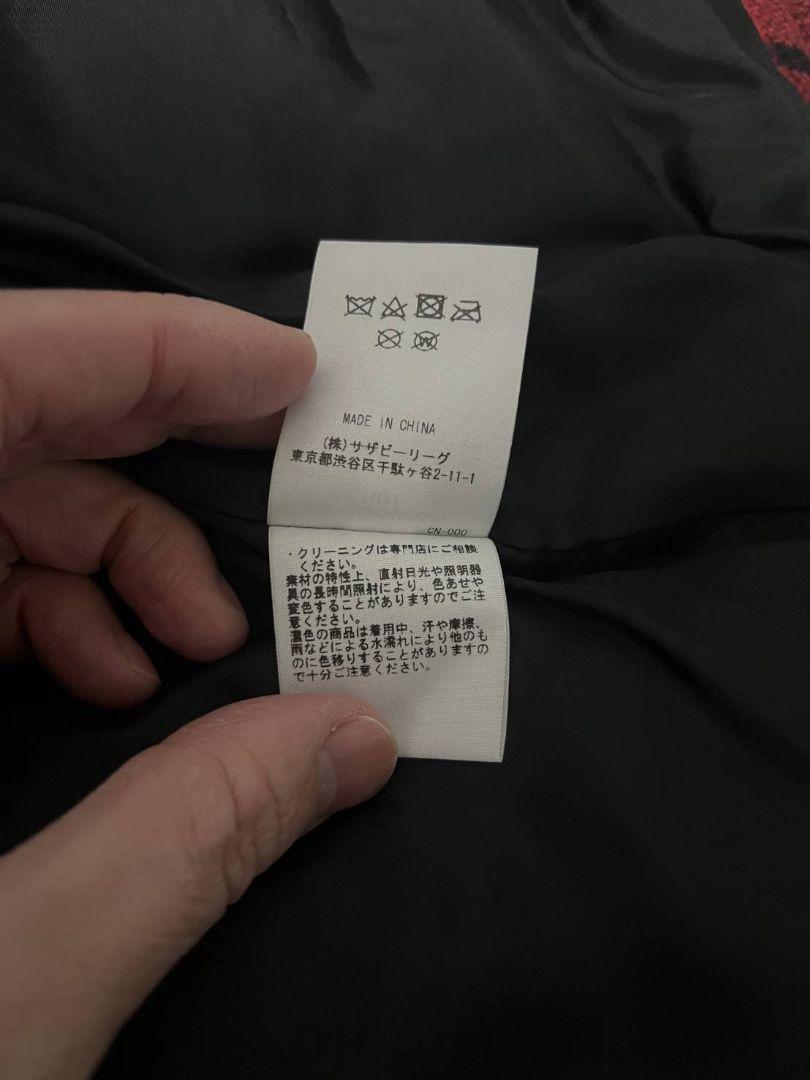 MADE IN CHINA
(株)サザビーリーグ
東京都渋谷区千駄ヶ谷2-11-1
CN-000
・クリーニングは専門店にご相談
ください。
素材の特性上、直射日光や照明器
具の長時間照射により、色あせや
変色することがありますのでご注
意ください。
濃色の商品は着用中、汗や摩擦、
雨などによる水濡れにより他のも
のに色移りすることがありますの
で十分ご注意ください。